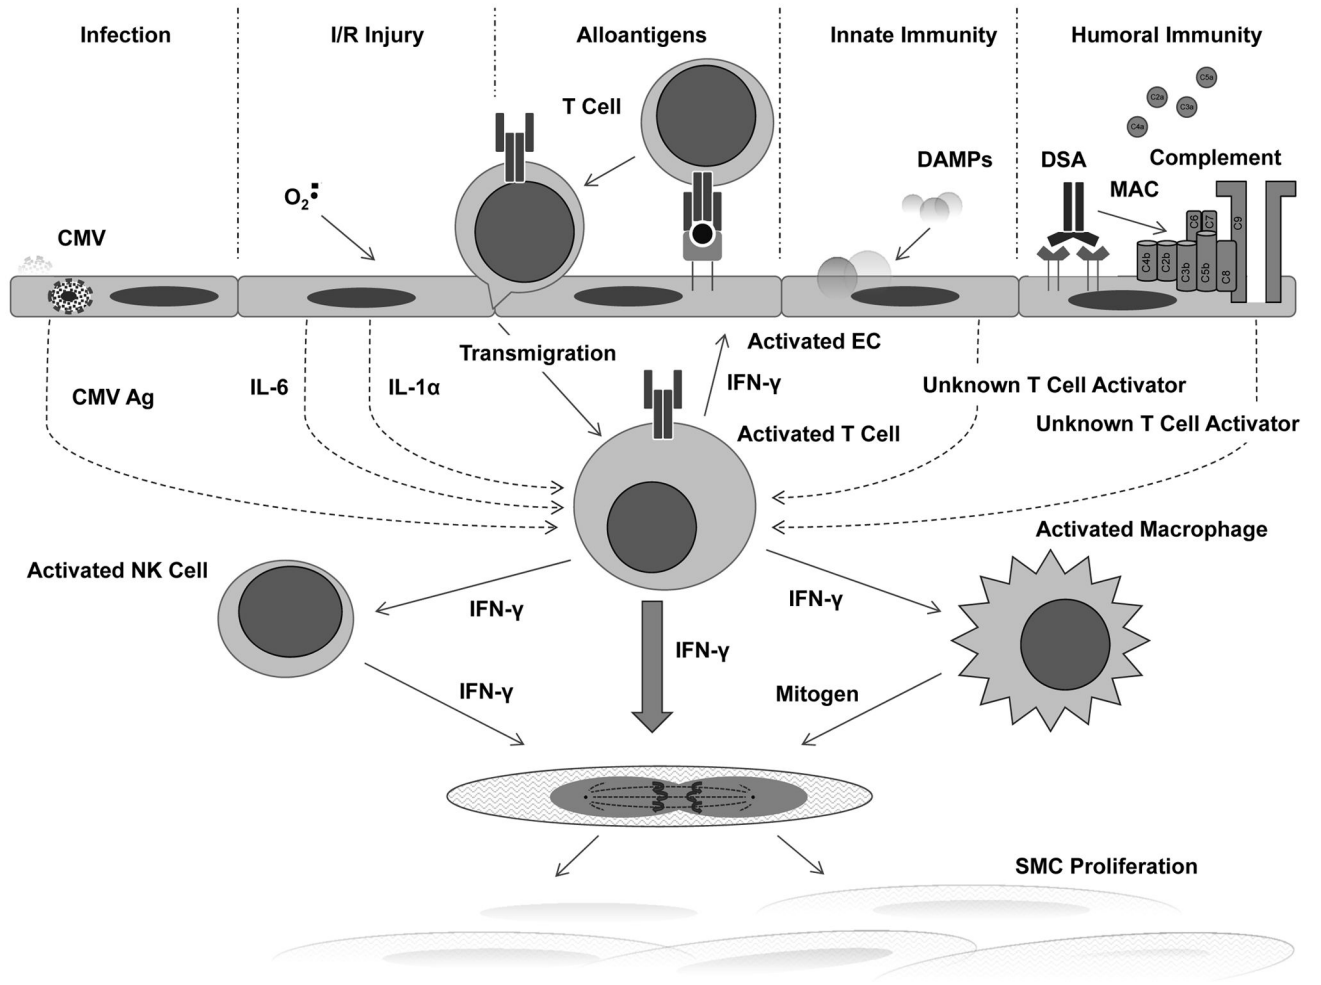 Infection
I/R Injury
Alloantigens
Innate Immunity
Humoral Immunity
C5a
C2a
C3a
C4a
T Cell
DAMPs
DSA
Complement
MAC
O2
CMV
C6
C7
C9
C4b
C2b
C3b
C5b
C8
Transmigration
Activated EC
IL-6
IL-1α
IFN-γ
Unknown T Cell Activator
CMV Ag
Unknown T Cell Activator
Activated T Cell
Activated Macrophage
Activated NK Cell
IFN-γ
IFN-γ
IFN-γ
IFN-γ
Mitogen
SMC Proliferation